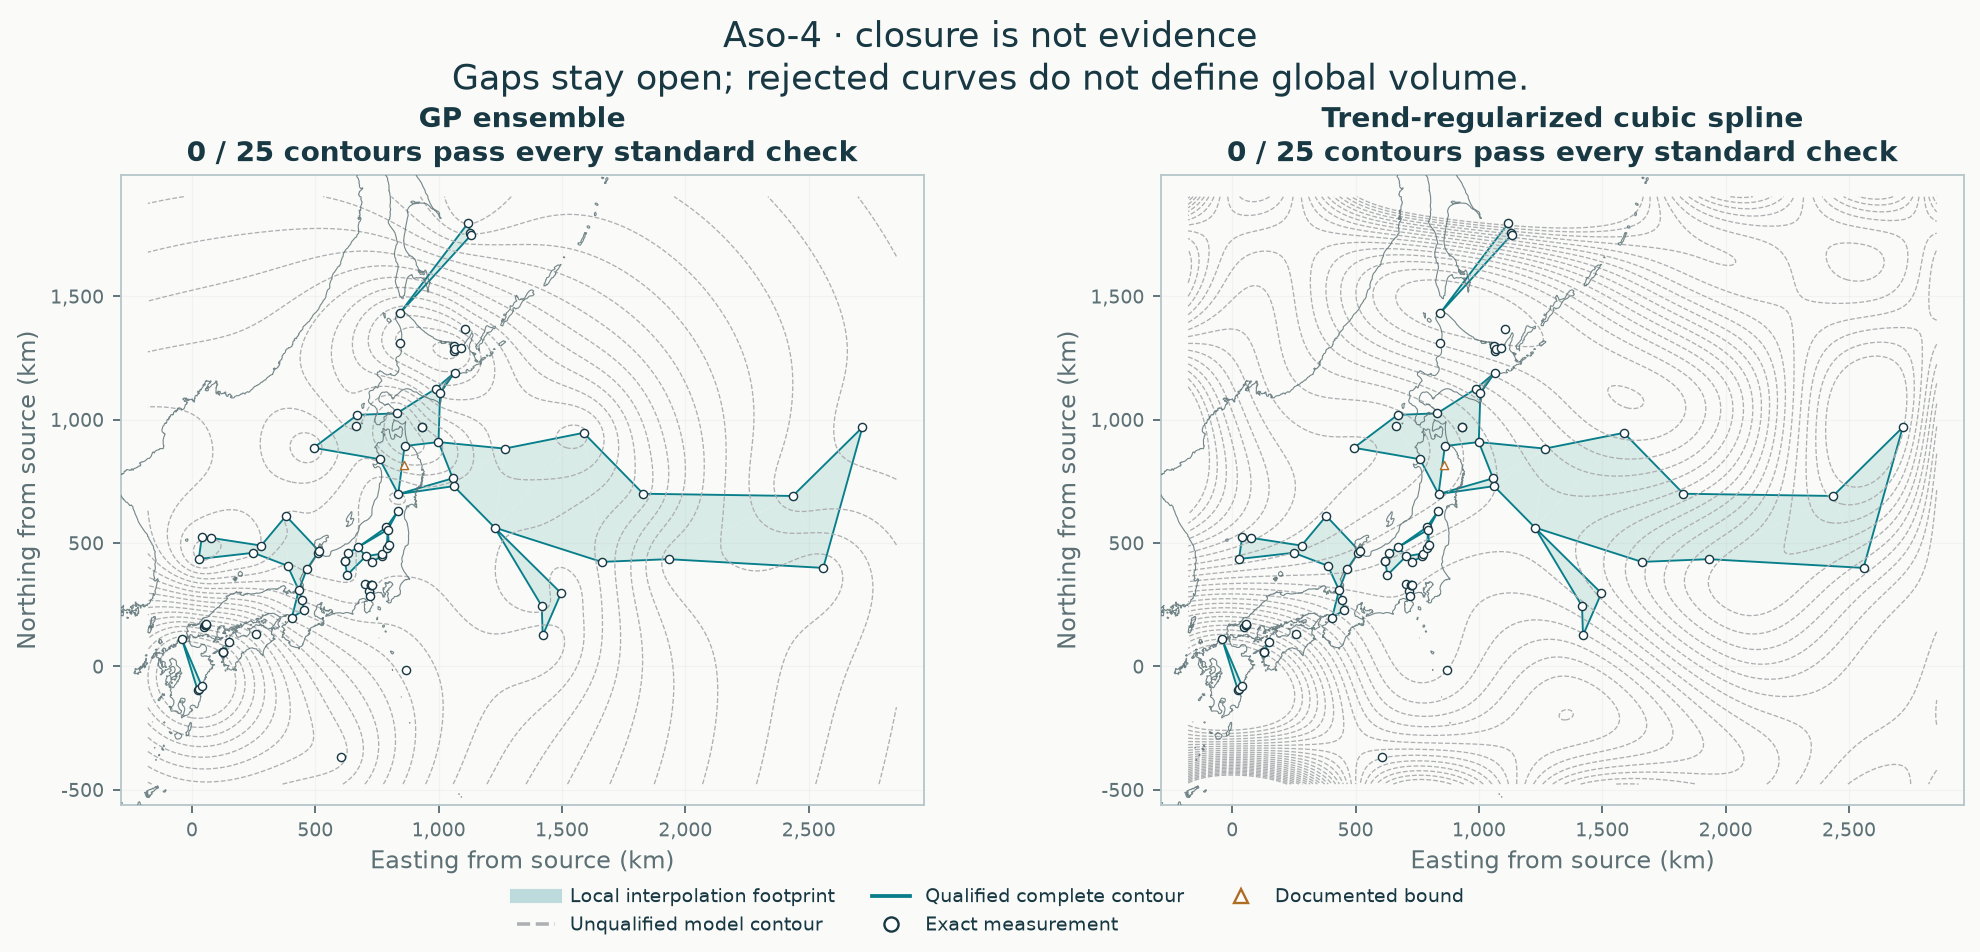 Aso-4 · closure is not evidence
Gaps stay open; rejected curves do not define global volume.
GP ensemble
0 / 25 contours pass every standard check
Trend-regularized cubic spline
0 / 25 contours pass every standard check
Northing from source (km)
1,500
1,000
500
0
-500
0
500
1,000
1,500
2,000
2,500
Easting from source (km)
Northing from source (km)
1,500
1,000
500
0
-500
0
500
1,000
1,500
2,000
2,500
Easting from source (km)
Local interpolation footprint
Qualified complete contour
Documented bound
Unqualified model contour
Exact measurement